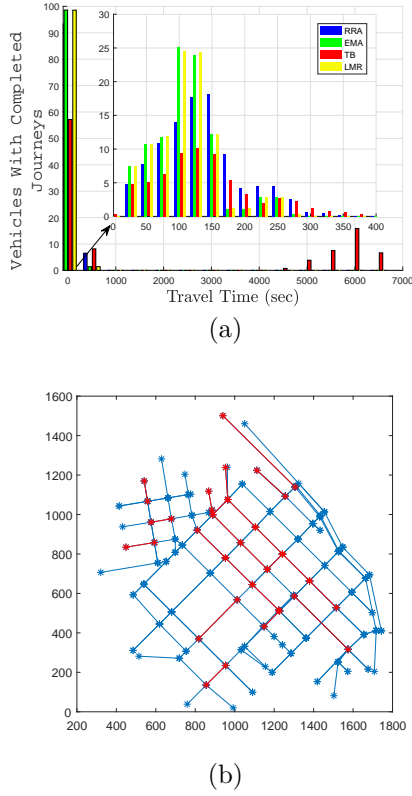 Vehicles With Completed
Journeys
100
90
80
70
60
50
40
30
20
10
0
30
25
20
15
10
5
0
RRA
EMA
TB
LMR
0 50 100 150 200 250 300 350 400
0 1000 2000 3000 4000 5000 6000 7000
Travel Time (sec)
(a)
1600
1400
1200
1000
800
600
400
200
0
200 400 600 800 1000 1200 1400 1600 1800
(b)